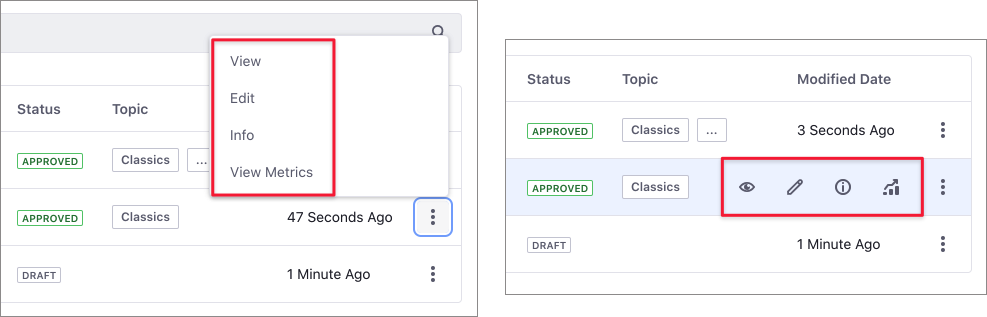 View
Edit
Info
View Metrics
Status Topic
APPROVED Classics ...
APPROVED Classics 47 Seconds Ago
DRAFT 1 Minute Ago
Status Topic Modified Date
APPROVED Classics ... 3 Seconds Ago
APPROVED Classics
DRAFT 1 Minute Ago